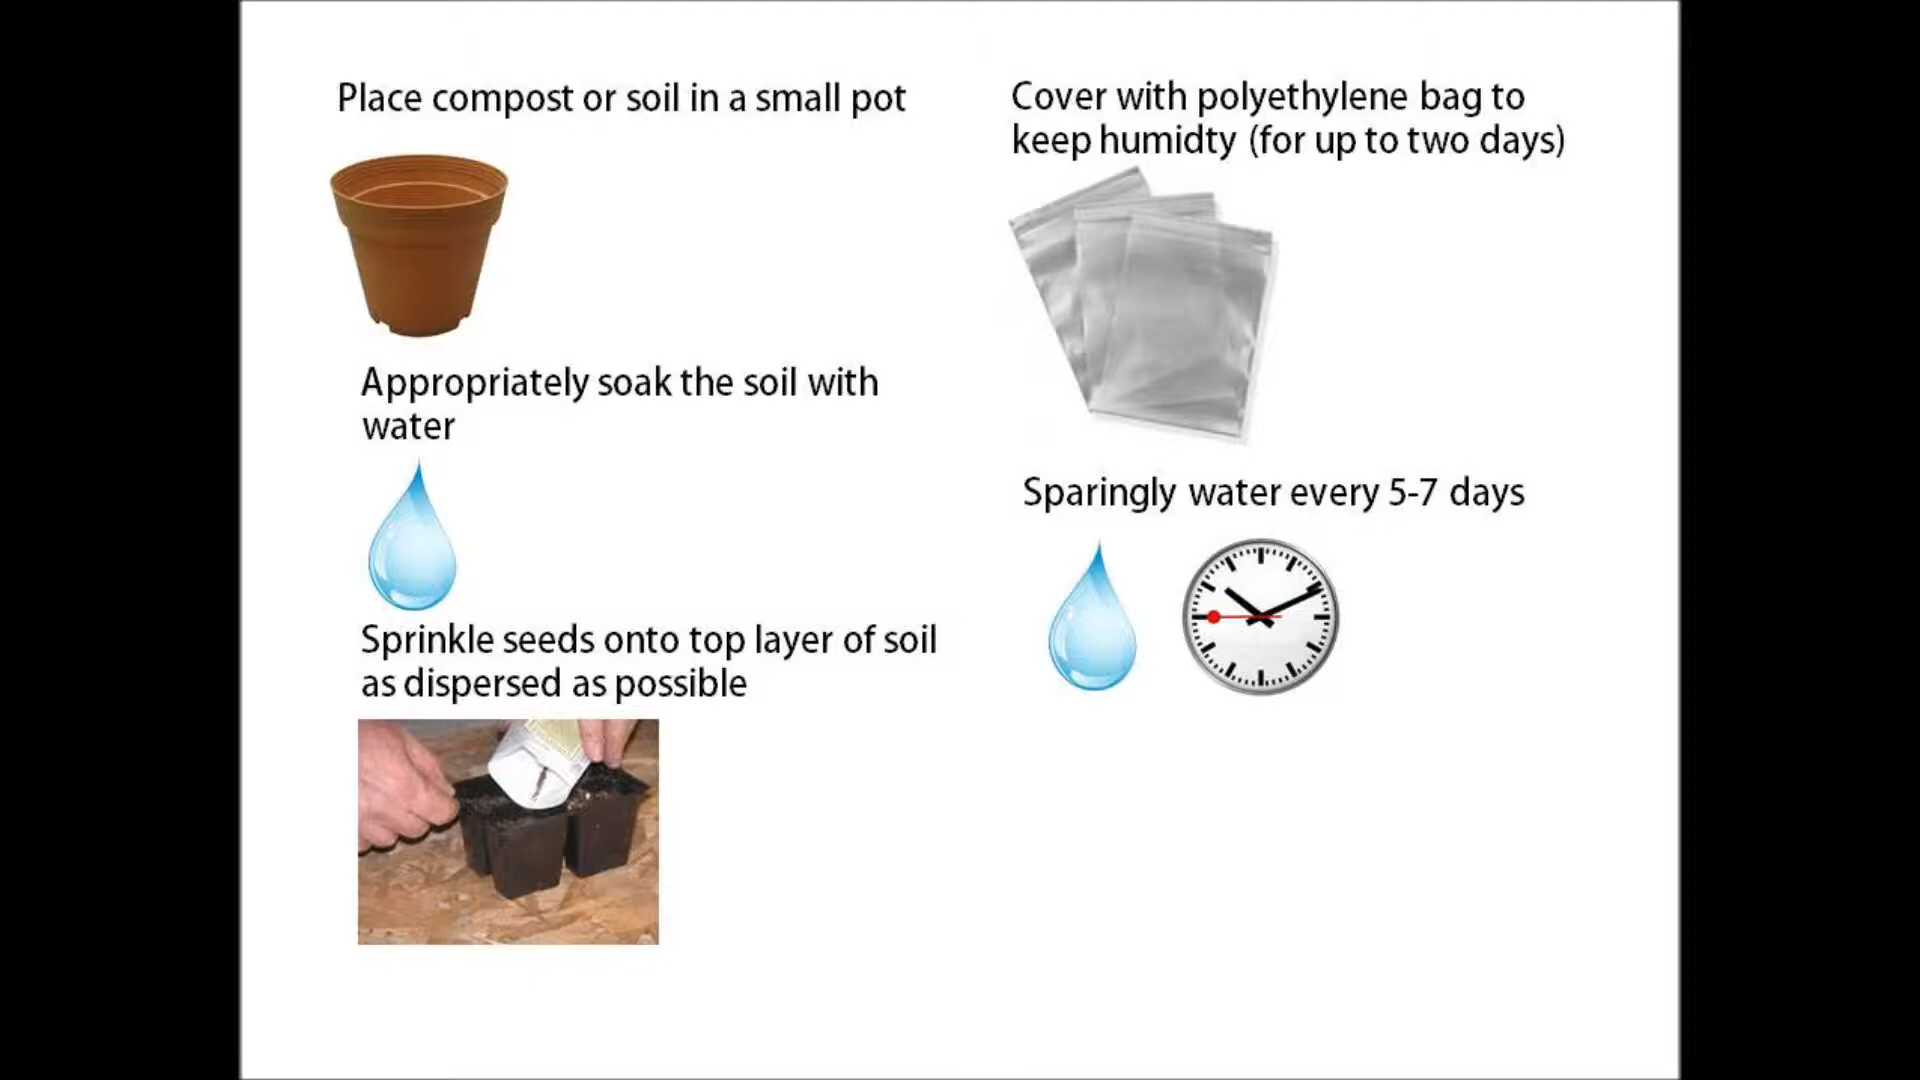 Place compost or soil in a small pot
Appropriately soak the soil with
water
Sprinkle seeds onto top layer of soil
as dispersed as possible
Cover with polyethylene bag to
keep humidty (for up to two days)
Sparingly water every 5-7 days